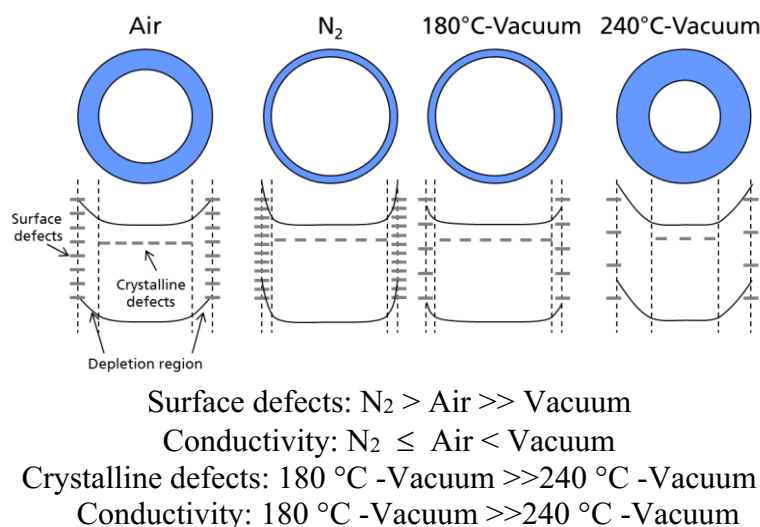 Air N₂ 180°C-Vacuum 240°C-Vacuum
Surface
defects
Crystalline
defects
Depletion region
Surface defects: N₂ > Air >> Vacuum
Conductivity: N₂ ≤ Air < Vacuum
Crystalline defects: 180 °C -Vacuum >>240 °C -Vacuum
Conductivity: 180 °C -Vacuum >>240 °C -Vacuum